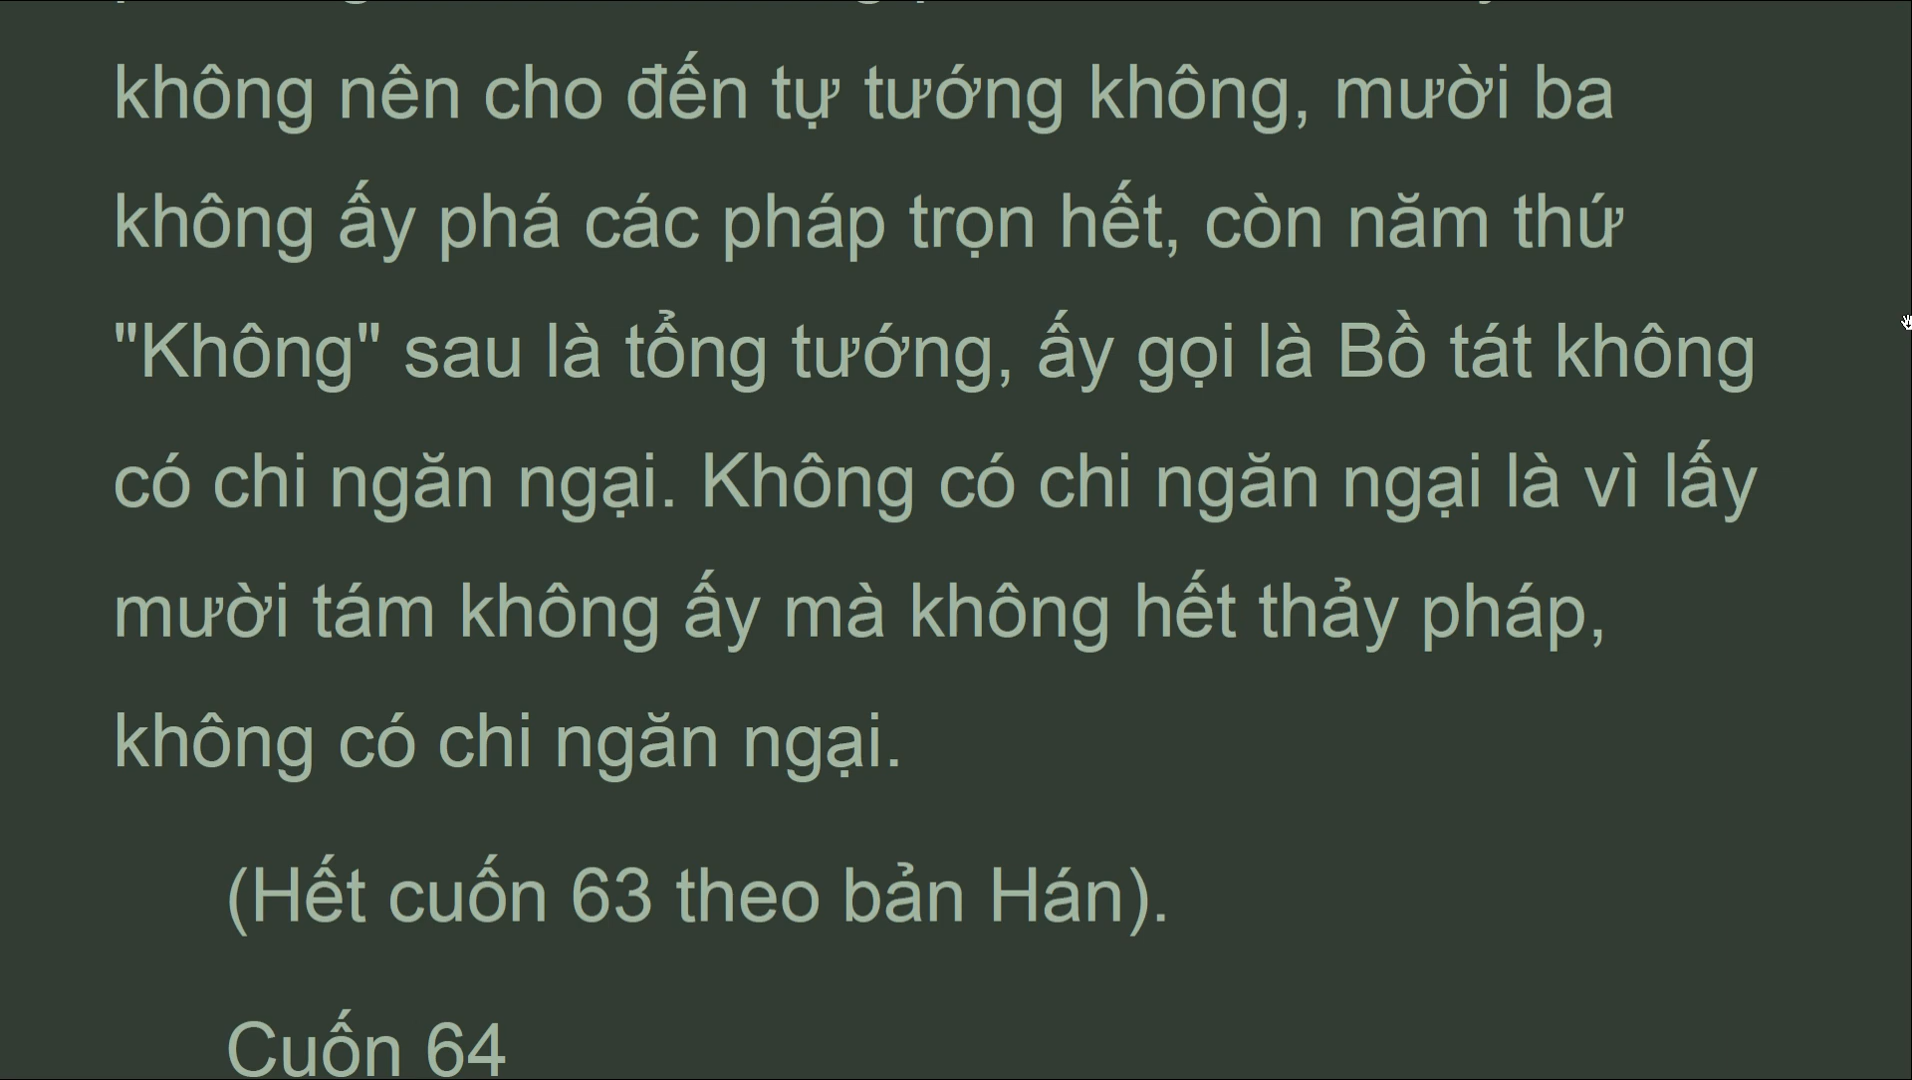 không nên cho đến tự tướng không, mười ba
không ấy phá các pháp trọn hết, còn năm thứ
"Không" sau là tổng tướng, ấy gọi là Bồ tát không
có chi ngăn ngại. Không có chi ngăn ngại là vì lấy
mười tám không ấy mà không hết thảy pháp,
không có chi ngăn ngại.
(Hết cuốn 63 theo bản Hán).
Cuốn 64